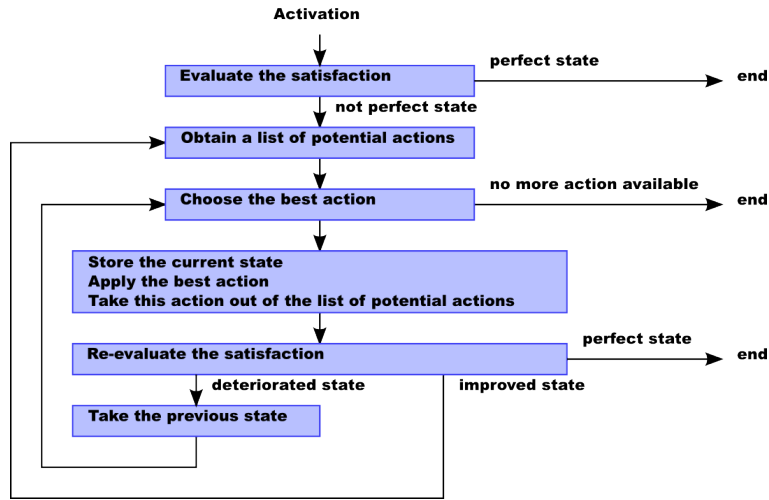 Activation
Evaluate the satisfaction
perfect state
end
not perfect state
Obtain a list of potential actions
Choose the best action
no more action available
end
Store the current state
Apply the best action
Take this action out of the list of potential actions
Re-evaluate the satisfaction
perfect state
end
deteriorated state
improved state
Take the previous state